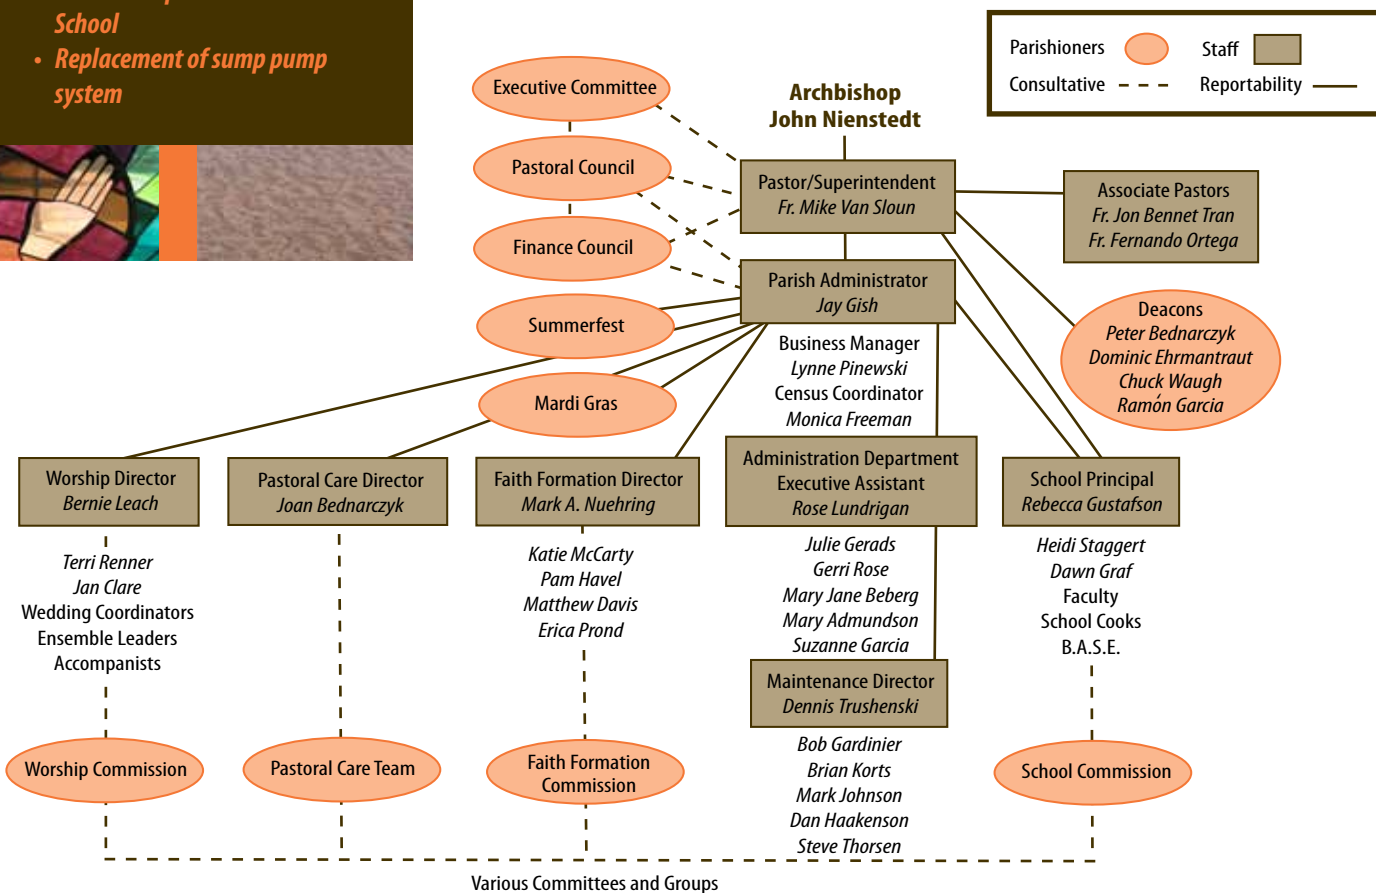 School
• Replacement of sump pump
system
Parishioners
Staff
Consultative
Reportability
Executive Committee
Archbishop
John Nienstedt
Pastoral Council
Pastor/Superintendent
Fr. Mike Van Sloun
Associate Pastors
Fr. Jon Bennet Tran
Fr. Fernando Ortega
Finance Council
Parish Administrator
Jay Gish
Summerfest
Deacons
Peter Bednarczyk
Dominic Ehrmantraut
Chuck Waugh
Ramón Garcia
Business Manager
Lynne Pinewski
Census Coordinator
Monica Freeman
Mardi Gras
Worship Director
Bernie Leach
Pastoral Care Director
Joan Bednarczyk
Faith Formation Director
Mark A. Nuehring
Administration Department
Executive Assistant
Rose Lundrigan
School Principal
Rebecca Gustafson
Terri Renner
Jan Clare
Wedding Coordinators
Ensemble Leaders
Accompanists
Katie McCarty
Pam Havel
Matthew Davis
Erica Prond
Julie Gerads
Gerri Rose
Mary Jane Beberg
Mary Admundson
Suzanne Garcia
Heidi Staggert
Dawn Graf
Faculty
School Cooks
B.A.S.E.
Maintenance Director
Dennis Trushenski
Worship Commission
Pastoral Care Team
Faith Formation
Commission
Bob Gardinier
Brian Korts
Mark Johnson
Dan Haakenson
Steve Thorsen
School Commission
Various Committees and Groups